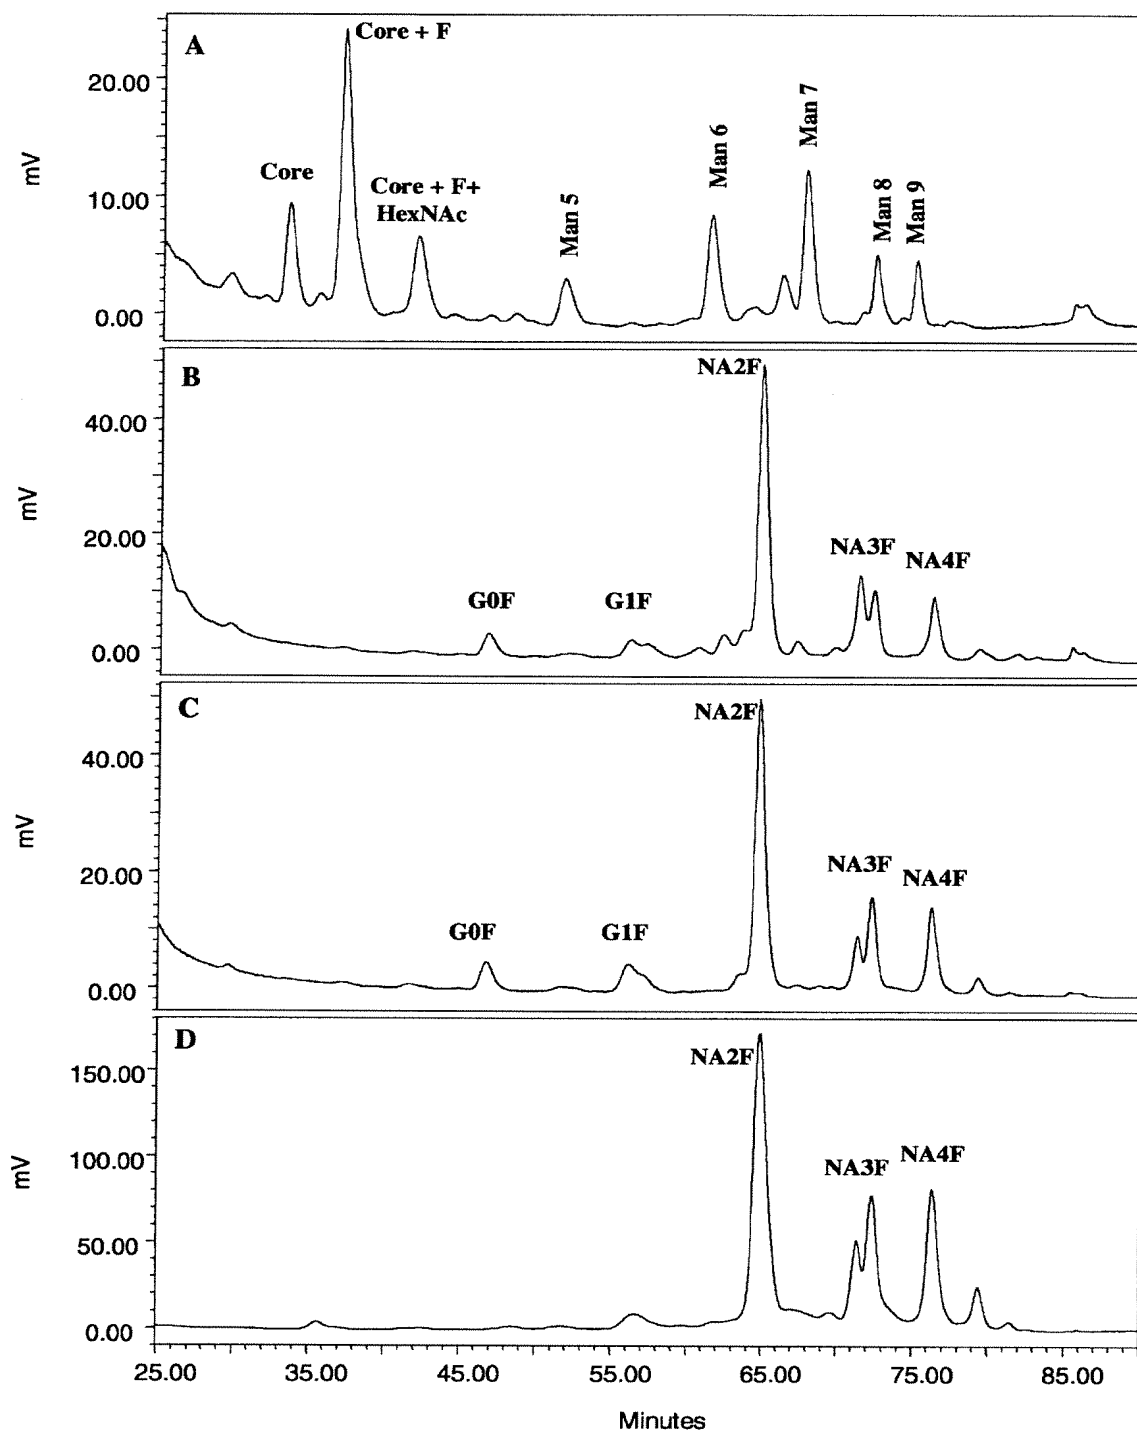 A
Core + F
20.00
Man 7
Man 6
mV
Core
Core + F+
HexNAc
Man 5
Man 8
Man 9
10.00
0.00
B
NA2F
40.00
mV
NA3F
NA4F
20.00
G0F
G1F
0.00
C
NA2F
40.00
mV
NA3F
NA4F
20.00
G0F
G1F
0.00
D
NA2F
150.00
mV
NA3F
NA4F
100.00
50.00
0.00
25.00 35.00 45.00 55.00 65.00 75.00 85.00
Minutes